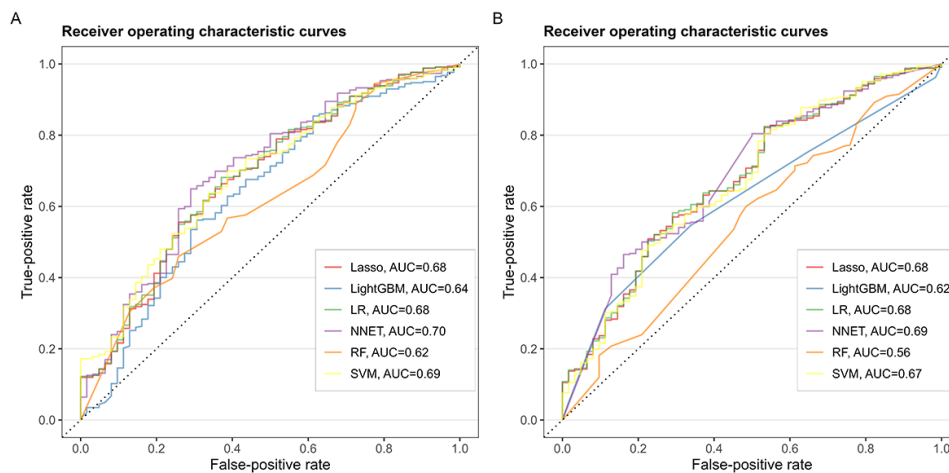 A
Receiver operating characteristic curves
True-positive rate
1.0
0.8
0.6
0.4
0.2
0.0
Lasso, AUC=0.68
LightGBM, AUC=0.64
LR, AUC=0.68
NNET, AUC=0.70
RF, AUC=0.62
SVM, AUC=0.69
0.0 0.2 0.4 0.6 0.8 1.0
False-positive rate
B
Receiver operating characteristic curves
True-positive rate
1.0
0.8
0.6
0.4
0.2
0.0
Lasso, AUC=0.68
LightGBM, AUC=0.62
LR, AUC=0.68
NNET, AUC=0.69
RF, AUC=0.56
SVM, AUC=0.67
0.0 0.2 0.4 0.6 0.8 1.0
False-positive rate